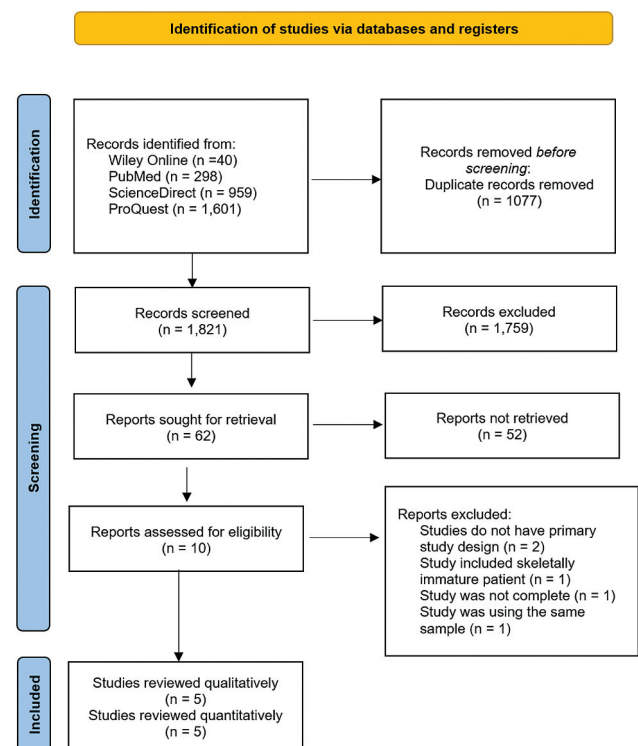 Identification of studies via databases and registers
Identification
Records identified from:
Wiley Online (n =40)
PubMed (n = 298)
ScienceDirect (n = 959)
ProQuest (n = 1,601)
Records removed before
screening:
Duplicate records removed
(n = 1077)
Screening
Records screened
(n = 1,821)
Records excluded
(n = 1,759)
Reports sought for retrieval
(n = 62)
Reports not retrieved
(n = 52)
Reports assessed for eligibility
(n = 10)
Reports excluded:
Studies do not have primary
study design (n = 2)
Study included skeletally
immature patient (n = 1)
Study was not complete (n = 1)
Study was using the same
sample (n = 1)
Included
Studies reviewed qualitatively
(n = 5)
Studies reviewed quantitatively
(n = 5)